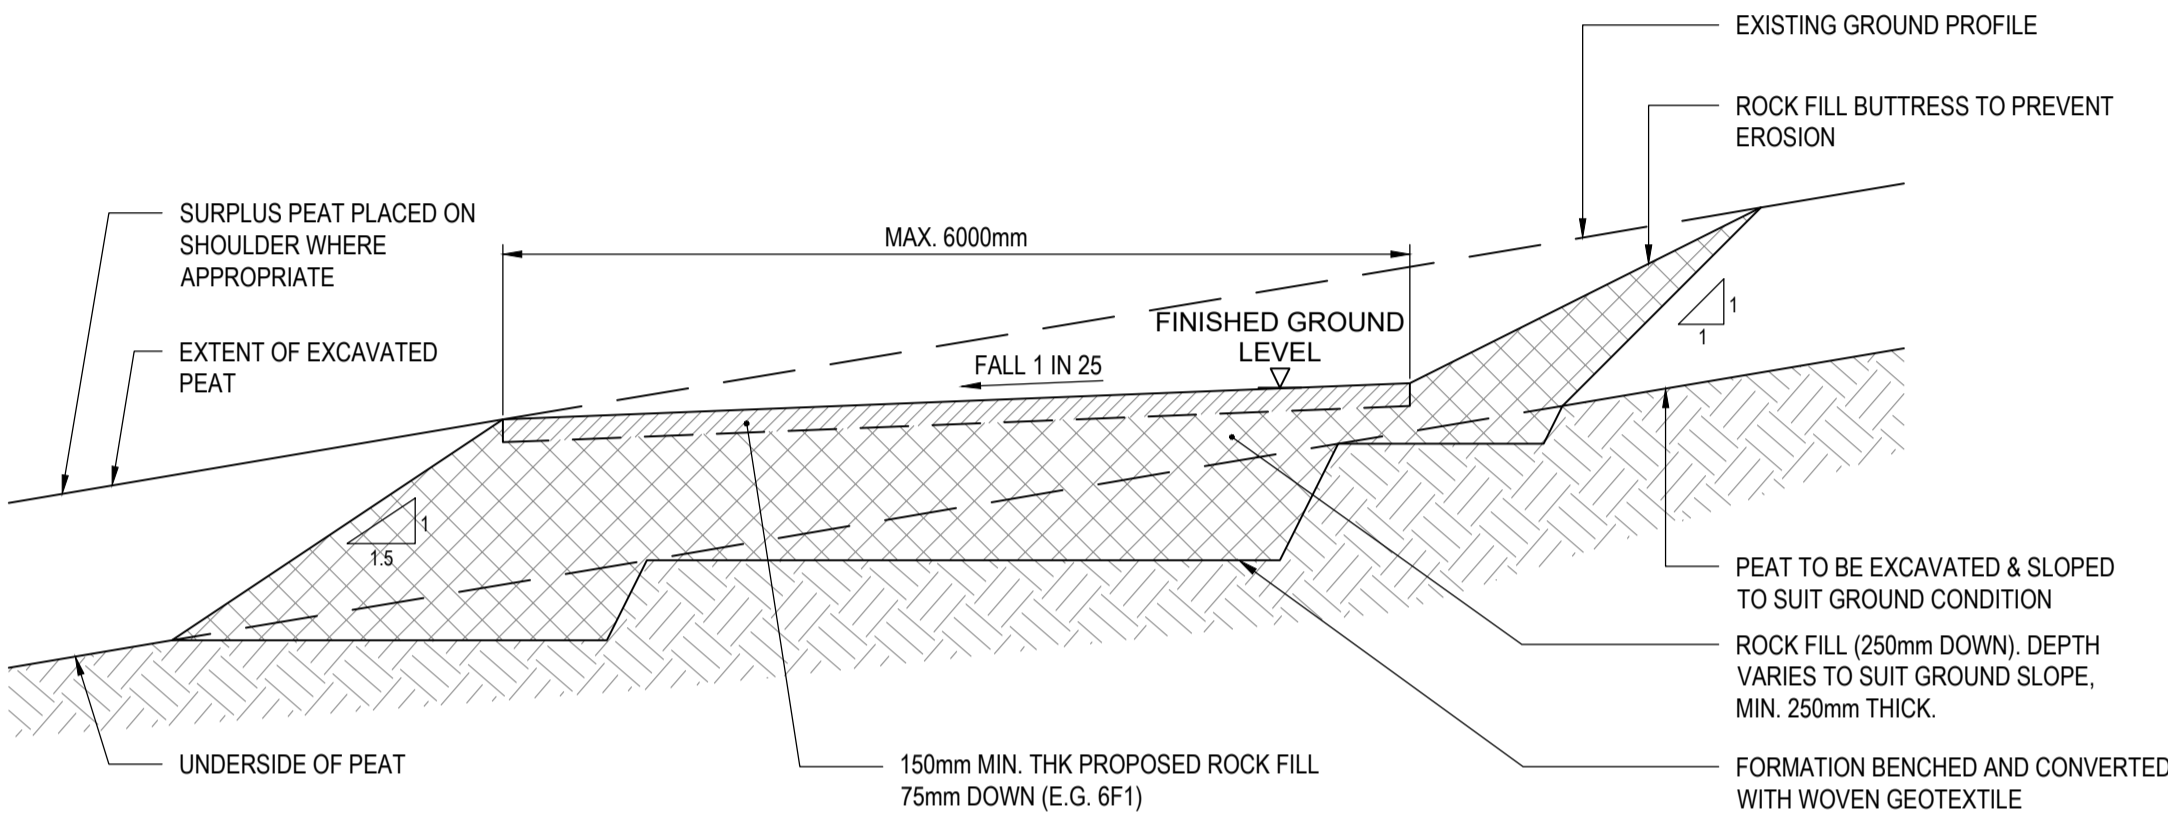 EXISTING GROUND PROFILE
ROCK FILL BUTTRESS TO PREVENT
EROSION
SURPLUS PEAT PLACED ON
SHOULDER WHERE
APPROPRIATE
MAX. 6000mm
EXTENT OF EXCAVATED
PEAT
FINISHED GROUND
LEVEL
FALL 1 IN 25
1
1
1
1.5
PEAT TO BE EXCAVATED & SLOPED
TO SUIT GROUND CONDITION
ROCK FILL (250mm DOWN). DEPTH
VARIES TO SUIT GROUND SLOPE,
MIN. 250mm THICK.
UNDERSIDE OF PEAT
150mm MIN. THK PROPOSED ROCK FILL
75mm DOWN (E.G. 6F1)
FORMATION BENCHED AND CONVERTED
WITH WOVEN GEOTEXTILE